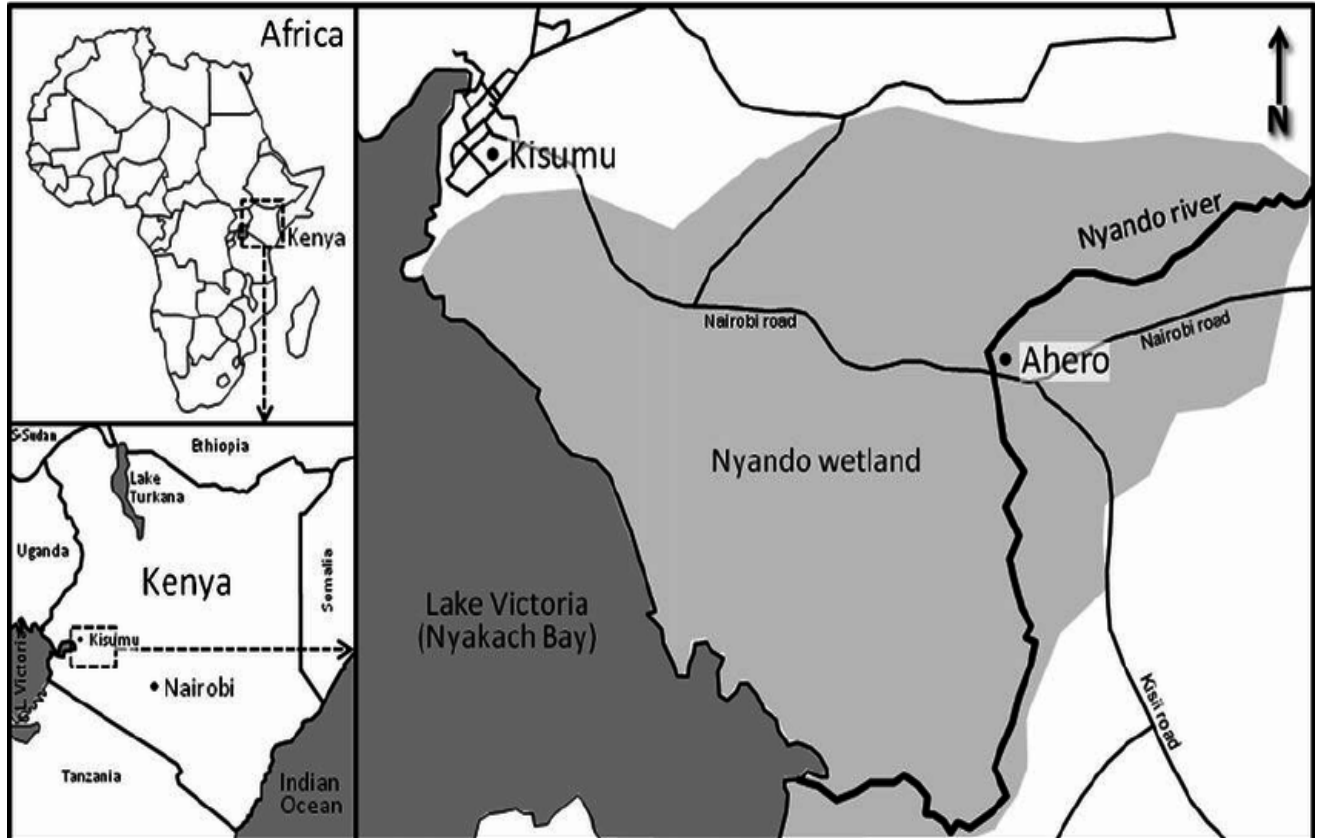 Africa
Kenya
S-Sudan
Ethiopia
Lake
Turkana
Uganda
Kenya
Somalia
Kisumu
L. Victoria
Nairobi
Tanzania
Indian
Ocean
N
Kisumu
Nyando river
Nairobi road
Nairobi road
Ahero
Nyando wetland
Lake Victoria
(Nyakach Bay)
Kisii road